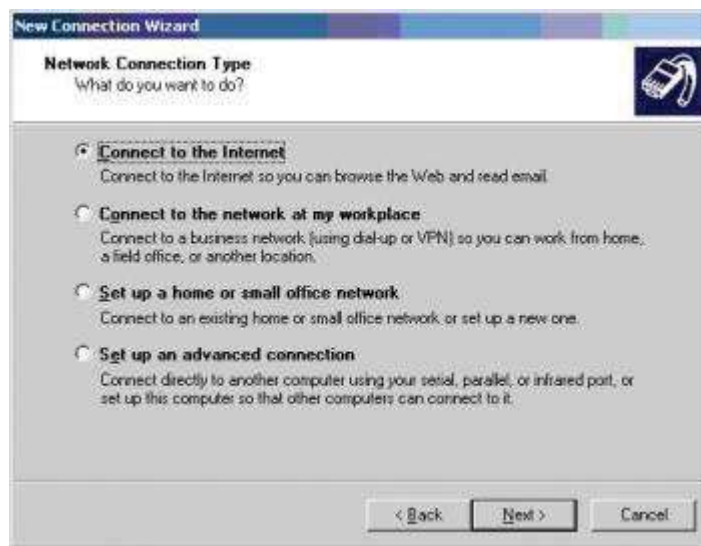 New Connection Wizard
Network Connection Type
What do you want to do?
Connect to the Internet
Connect to the Internet so you can browse the Web and read email.
Connect to the network at my workplace
Connect to a business network (using dial-up or VPN) so you can work from home,
a field office, or another location.
Set up a home or small office network
Connect to an existing home or small office network or set up a new one.
Set up an advanced connection
Connect directly to another computer using your serial, parallel, or infrared port, or
set up this computer so that other computers can connect to it.
< Back
Next >
Cancel